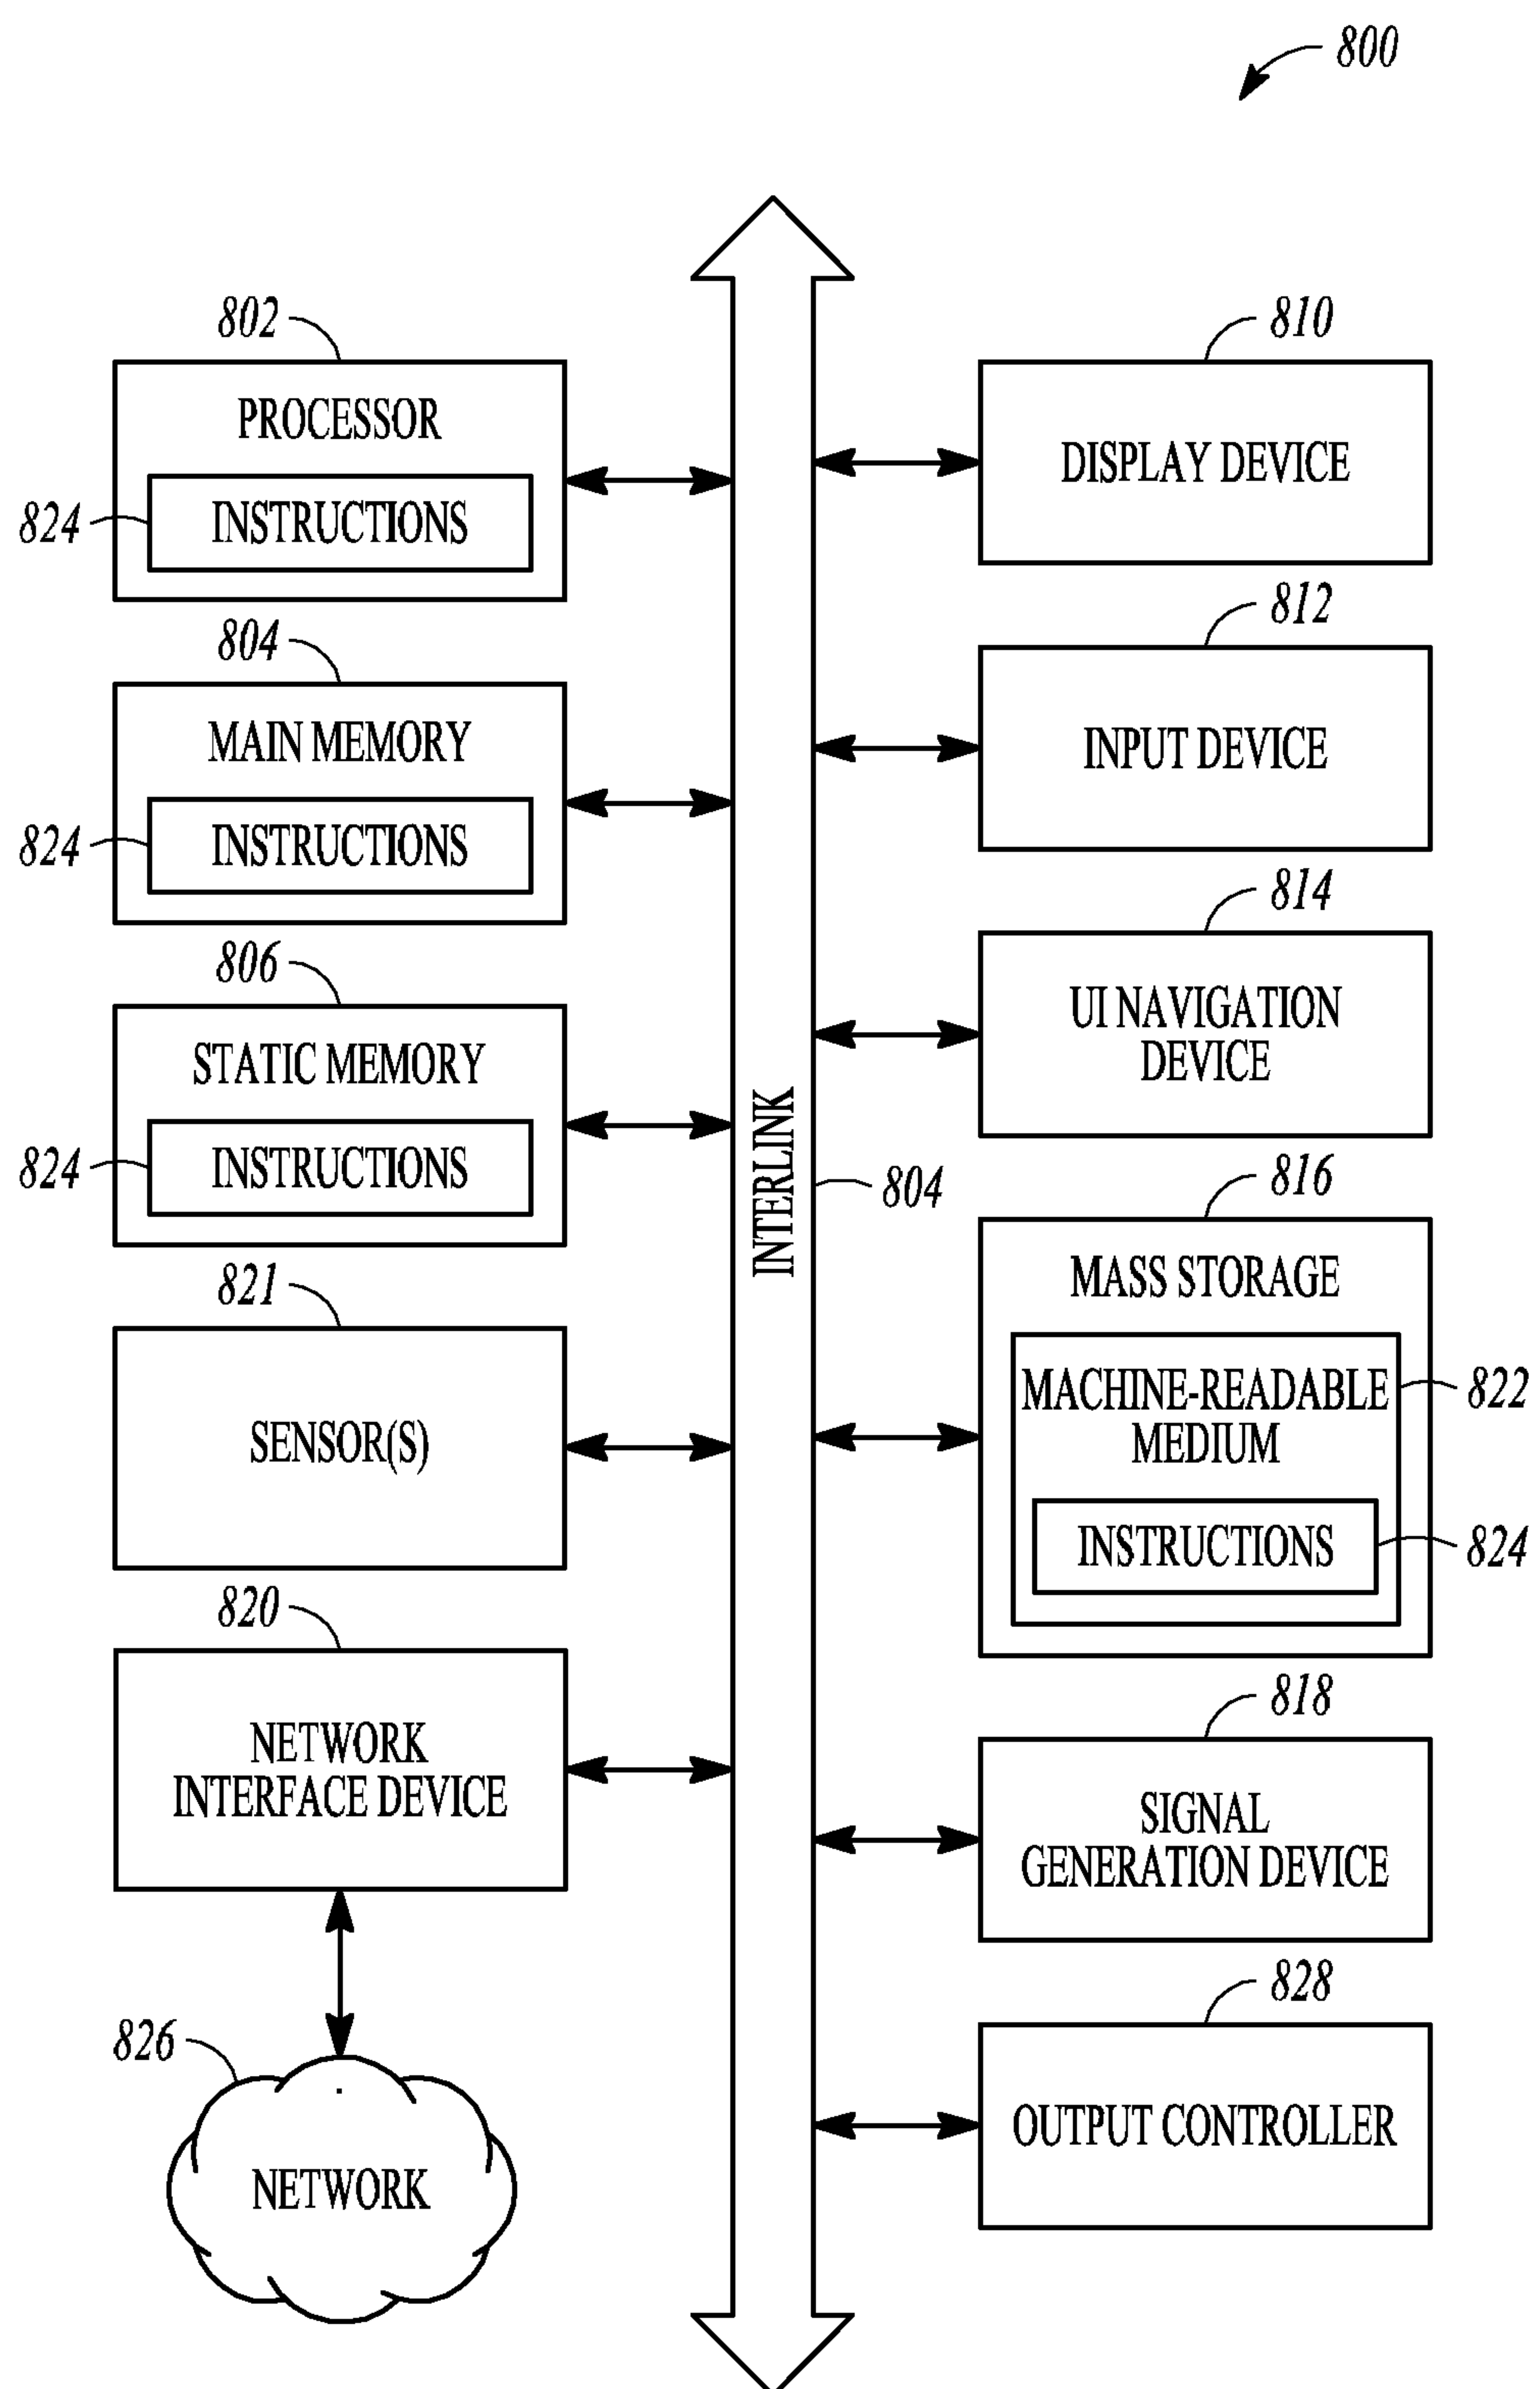 800
802
PROCESSOR
824
INSTRUCTIONS
804
MAIN MEMORY
824
INSTRUCTIONS
806
STATIC MEMORY
824
INSTRUCTIONS
821
SENSOR(S)
820
NETWORK
INTERFACE DEVICE
826
NETWORK
INTERLINK
804
810
DISPLAY DEVICE
812
INPUT DEVICE
814
UI NAVIGATION
DEVICE
816
MASS STORAGE
MACHINE-READABLE
MEDIUM
822
INSTRUCTIONS
824
818
SIGNAL
GENERATION DEVICE
828
OUTPUT CONTROLLER